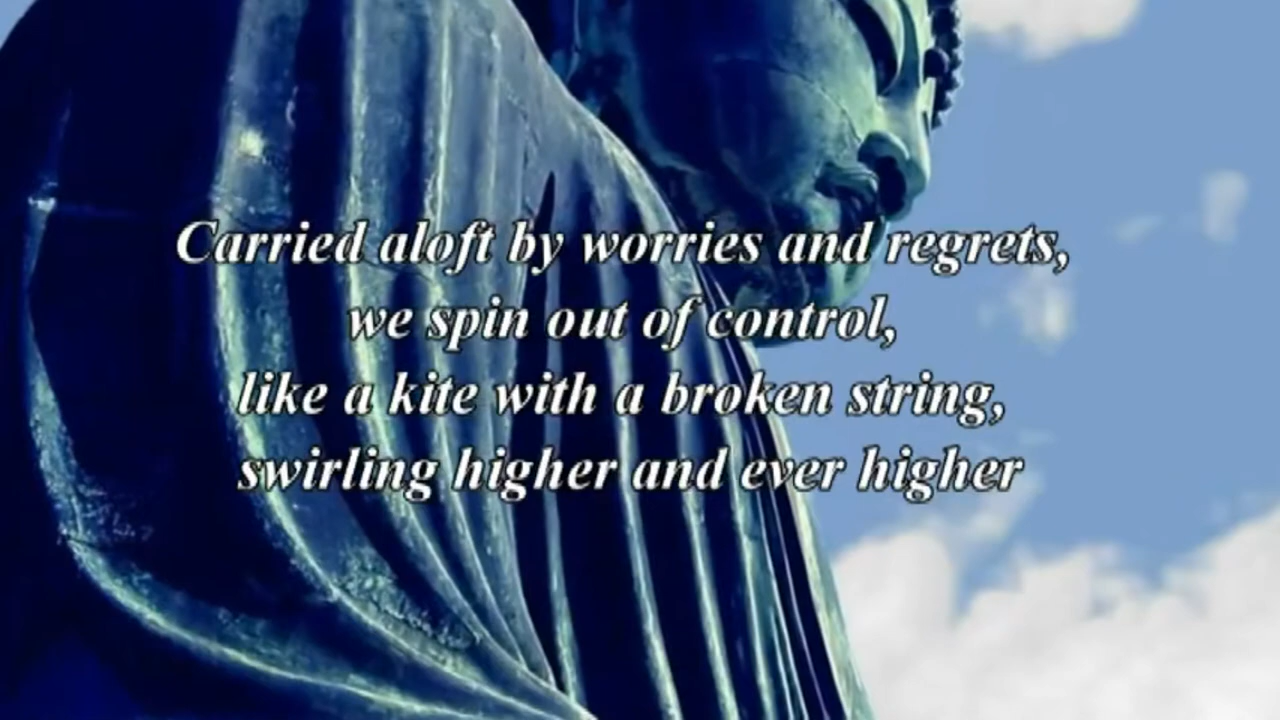 Carried aloft by worries and regrets,
we spin out of control,
like a kite with a broken string,
swirling higher and ever higher